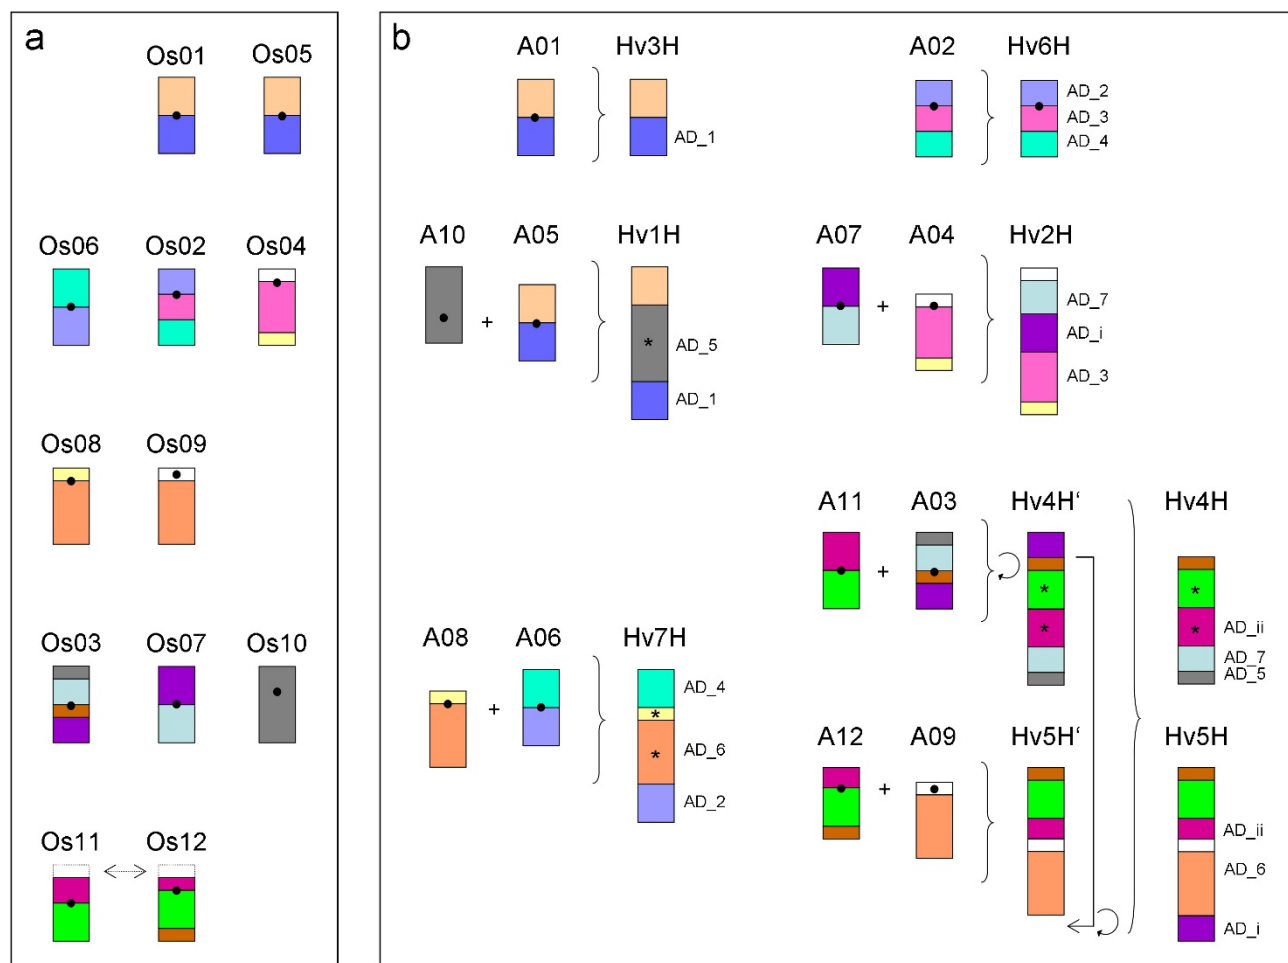 a
Os01 Os05
Os06 Os02 Os04
Os08 Os09
Os03 Os07 Os10
Os11 Os12
b
A01 Hv3H
AD_1
A02 Hv6H
AD_2
AD_3
AD_4
A10 + A05 Hv1H
* AD_5
AD_1
A07 + A04 Hv2H
AD_7
AD_i
AD_3
A11 + A03 Hv4H‘ Hv4H
* *
* * AD_ii
AD_7
AD_5
A08 + A06 Hv7H
AD_4
*
* AD_6
AD_2
A12 + A09 Hv5H‘ Hv5H
AD_ii
AD_6
AD_i